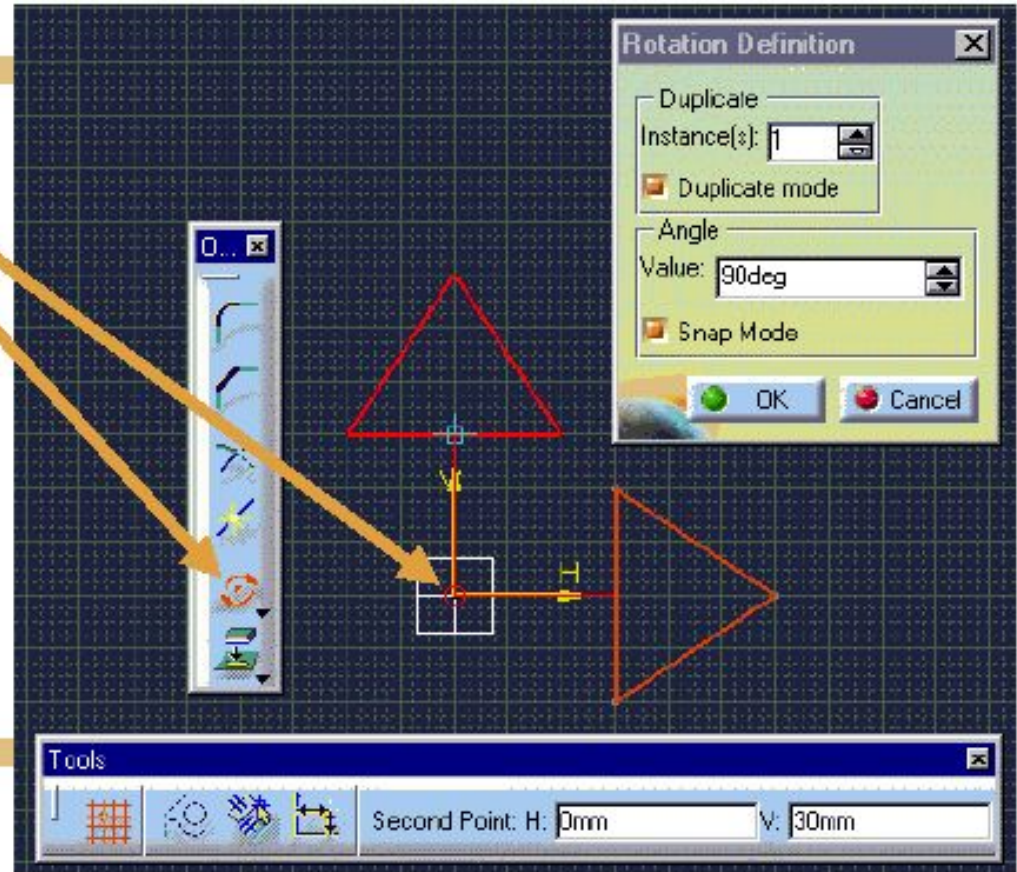 Rotation Definition
Duplicate
Instance(s): 1
Duplicate mode
Angle
Value: 90deg
Snap Mode
OK Cancel
O...
V
H
Tools
Second Point: H: 0mm V: 30mm